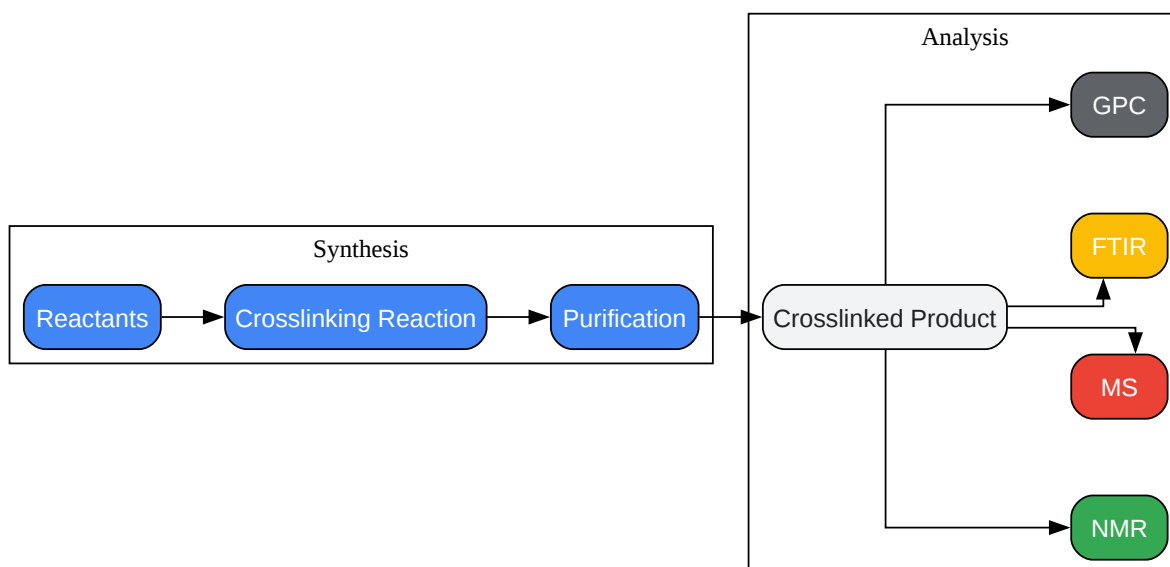 Synthesis
Reactants
Crosslinking Reaction
Purification
Analysis
Crosslinked Product
GPC
FTIR
MS
NMR